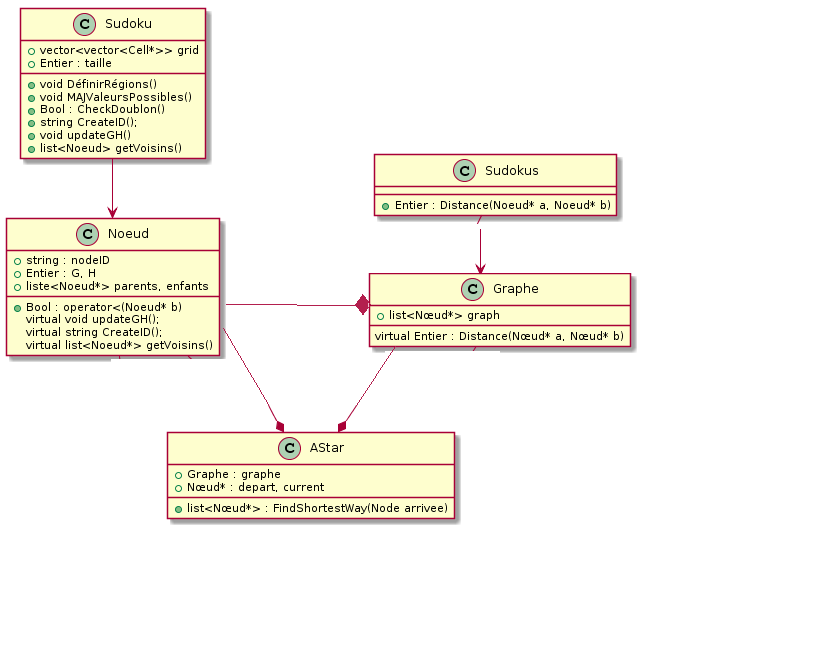 C Sudoku
vector<vector<Cell*>> grid
Entier : taille
void DéfinirRégions()
void MAJValeursPossibles()
Bool : CheckDoublon()
string CreateID();
void updateGH()
list<Noeud> getVoisins()
C Sudokus
Entier : Distance(Noeud* a, Noeud* b)
C Noeud
string : nodeID
Entier : G, H
liste<Noeud*> parents, enfants
Bool : operator<(Noeud* b)
virtual void updateGH();
virtual string CreateID();
virtual list<Noeud*> getVoisins()
C Graphe
list<Nœud*> graph
virtual Entier : Distance(Nœud* a, Nœud* b)
C AStar
Graphe : graphe
Nœud* : depart, current
list<Nœud*> : FindShortestWay(Node arrivee)